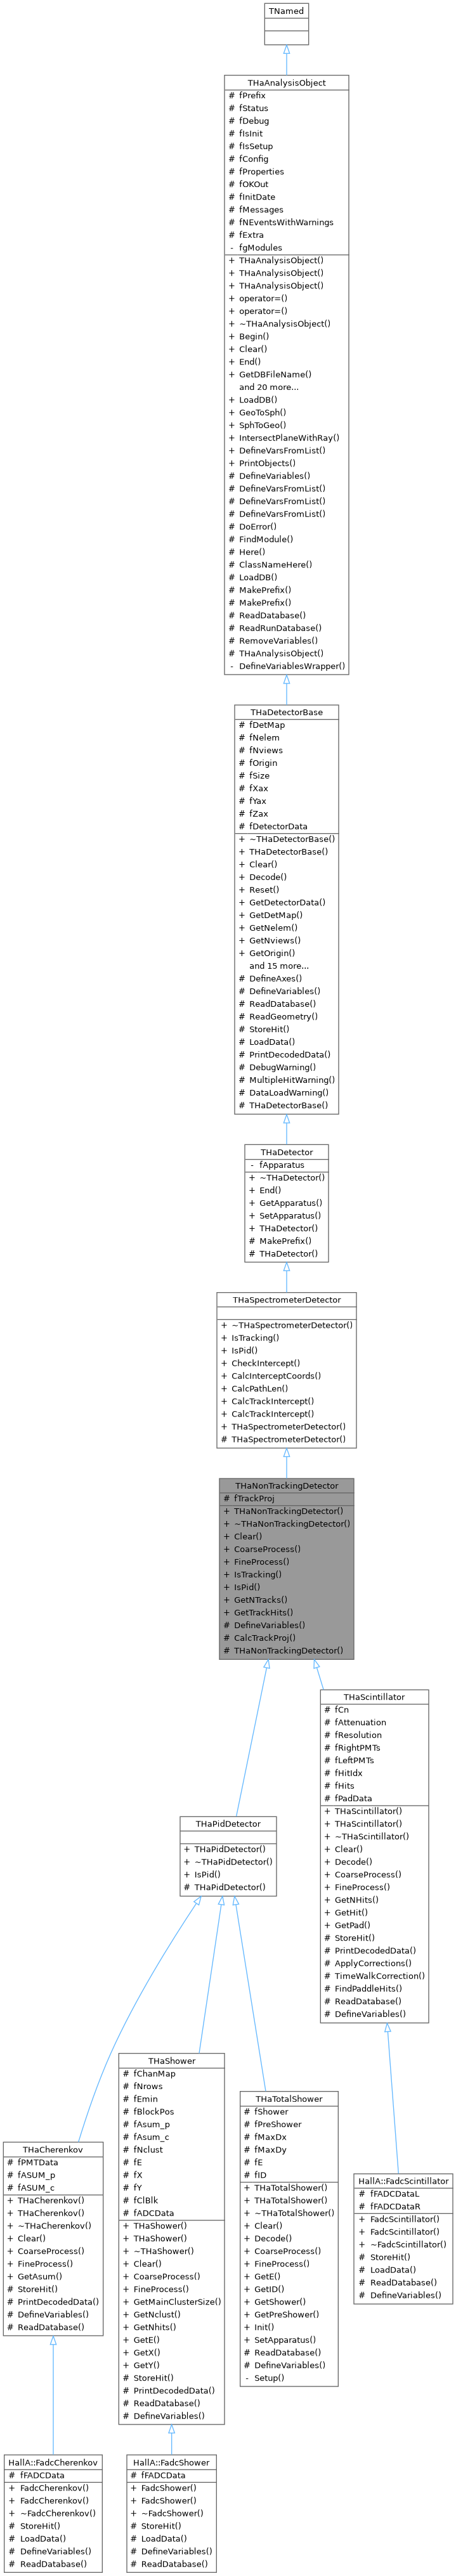 TNamed
THaAnalysisObject
# fPrefix
# fStatus
# fDebug
# fIsInit
# fIsSetup
# fConfig
# fProperties
# fOKOut
# fInitDate
# fMessages
# fNEventsWithWarnings
# fExtra
- fgModules
+ THaAnalysisObject()
+ THaAnalysisObject()
+ THaAnalysisObject()
+ operator=()
+ operator=()
+ ~THaAnalysisObject()
+ Begin()
+ Clear()
+ End()
+ GetDBFileName()
and 20 more...
+ LoadDB()
+ GeoToSph()
+ SphToGeo()
+ IntersectPlaneWithRay()
+ DefineVarsFromList()
+ PrintObjects()
# DefineVariables()
# DefineVarsFromList()
# DefineVarsFromList()
# DefineVarsFromList()
# DoError()
# FindModule()
# Here()
# ClassNameHere()
# LoadDB()
# MakePrefix()
# MakePrefix()
# ReadDatabase()
# ReadRunDatabase()
# RemoveVariables()
# THaAnalysisObject()
- DefineVariablesWrapper()
THaDetectorBase
# fDetMap
# fNelem
# fNviews
# fOrigin
# fSize
# fXax
# fYax
# fZax
# fDetectorData
+ ~THaDetectorBase()
+ THaDetectorBase()
+ Clear()
+ Decode()
+ Reset()
+ GetDetectorData()
+ GetDetMap()
+ GetNelem()
+ GetNviews()
+ GetOrigin()
and 15 more...
# DefineAxes()
# DefineVariables()
# ReadDatabase()
# ReadGeometry()
# StoreHit()
# LoadData()
# PrintDecodedData()
# DebugWarning()
# MultipleHitWarning()
# DataLoadWarning()
# THaDetectorBase()
THaDetector
- fApparatus
+ ~THaDetector()
+ End()
+ GetApparatus()
+ SetApparatus()
+ THaDetector()
# MakePrefix()
# THaDetector()
THaSpectrometerDetector
+ ~THaSpectrometerDetector()
+ IsTracking()
+ IsPid()
+ CheckIntercept()
+ CalcInterceptCoords()
+ CalcPathLen()
+ CalcTrackIntercept()
+ CalcTrackIntercept()
+ THaSpectrometerDetector()
# THaSpectrometerDetector()
THaNonTrackingDetector
# fTrackProj
+ THaNonTrackingDetector()
+ ~THaNonTrackingDetector()
+ Clear()
+ CoarseProcess()
+ FineProcess()
+ IsTracking()
+ IsPid()
+ GetNTracks()
+ GetTrackHits()
# DefineVariables()
# CalcTrackProj()
# THaNonTrackingDetector()
THaScintillator
# fCn
# fAttenuation
# fResolution
# fRightPMTs
# fLeftPMTs
# fHitIdx
# fHits
# fPadData
+ THaScintillator()
+ THaScintillator()
+ ~THaScintillator()
+ Clear()
+ Decode()
+ CoarseProcess()
+ FineProcess()
+ GetNHits()
+ GetHit()
+ GetPad()
# StoreHit()
# PrintDecodedData()
# ApplyCorrections()
# TimeWalkCorrection()
# FindPaddleHits()
# ReadDatabase()
# DefineVariables()
THaPidDetector
+ THaPidDetector()
+ ~THaPidDetector()
+ IsPid()
# THaPidDetector()
THaShower
# fChanMap
# fNrows
# fEmin
# fBlockPos
# fAsum_p
# fAsum_c
# fNclust
# fE
# fX
# fY
# fClBlk
# fADCData
+ THaShower()
+ THaShower()
+ ~THaShower()
+ Clear()
+ CoarseProcess()
+ FineProcess()
+ GetMainClusterSize()
+ GetNclust()
+ GetNhits()
+ GetE()
+ GetX()
+ GetY()
# StoreHit()
# PrintDecodedData()
# ReadDatabase()
# DefineVariables()
THaTotalShower
# fShower
# fPreShower
# fMaxDx
# fMaxDy
# fE
# fID
+ THaTotalShower()
+ THaTotalShower()
+ ~THaTotalShower()
+ Clear()
+ Decode()
+ CoarseProcess()
+ FineProcess()
+ GetE()
+ GetID()
+ GetShower()
+ GetPreShower()
+ Init()
+ SetApparatus()
# ReadDatabase()
# DefineVariables()
- Setup()
THaCherenkov
# fPMTData
# fASUM_p
# fASUM_c
+ THaCherenkov()
+ THaCherenkov()
+ ~THaCherenkov()
+ Clear()
+ CoarseProcess()
+ FineProcess()
+ GetAsum()
# StoreHit()
# PrintDecodedData()
# DefineVariables()
# ReadDatabase()
HallA::FadcScintillator
# fFADCDataL
# fFADCDataR
+ FadcScintillator()
+ FadcScintillator()
+ ~FadcScintillator()
# StoreHit()
# LoadData()
# ReadDatabase()
# DefineVariables()
HallA::FadcCherenkov
# fFADCData
+ FadcCherenkov()
+ FadcCherenkov()
+ ~FadcCherenkov()
# StoreHit()
# LoadData()
# DefineVariables()
# ReadDatabase()
HallA::FadcShower
# fFADCData
+ FadcShower()
+ FadcShower()
+ ~FadcShower()
# StoreHit()
# LoadData()
# DefineVariables()
# ReadDatabase()